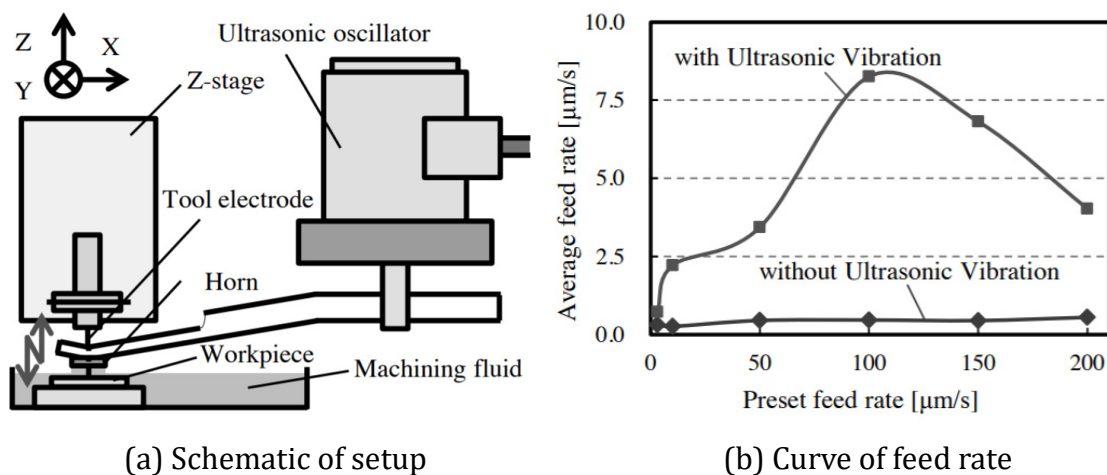 Z
X
Y
Ultrasonic oscillator
Z-stage
Tool electrode
Horn
Workpiece
Machining fluid
(a) Schematic of setup
Average feed rate [μm/s]
10.0
7.5
5.0
2.5
0.0
with Ultrasonic Vibration
without Ultrasonic Vibration
0 50 100 150 200
Preset feed rate [μm/s]
(b) Curve of feed rate